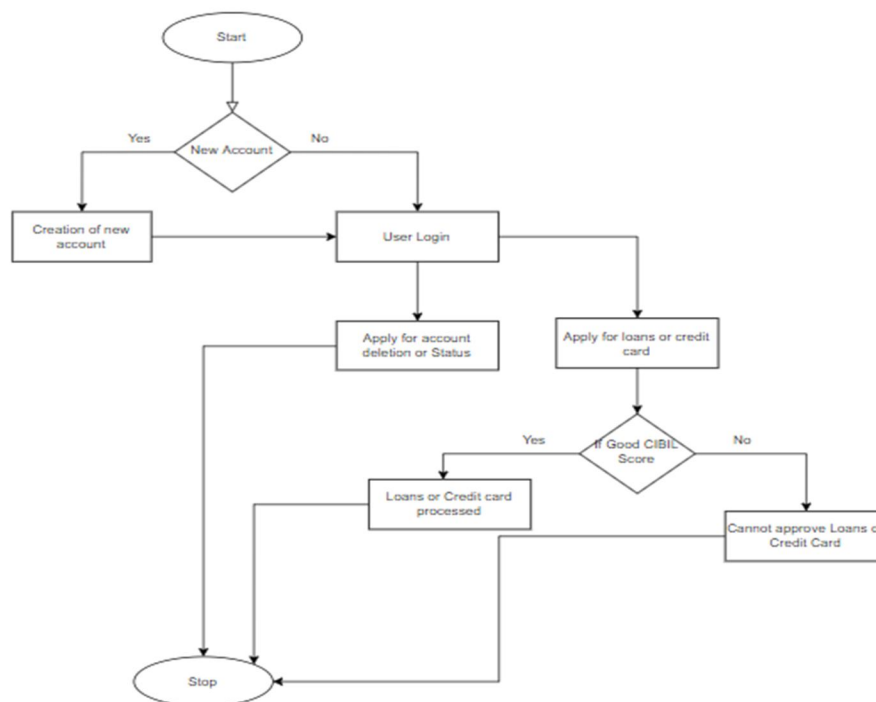 Start
Yes
No
New Account
Creation of new
account
User Login
Apply for account
deletion or Status
Apply for loans or credit
card
Yes
If Good CIBIL
Score
No
Loans or Credit card
processed
Cannot approve Loans o
Credit Card
Stop